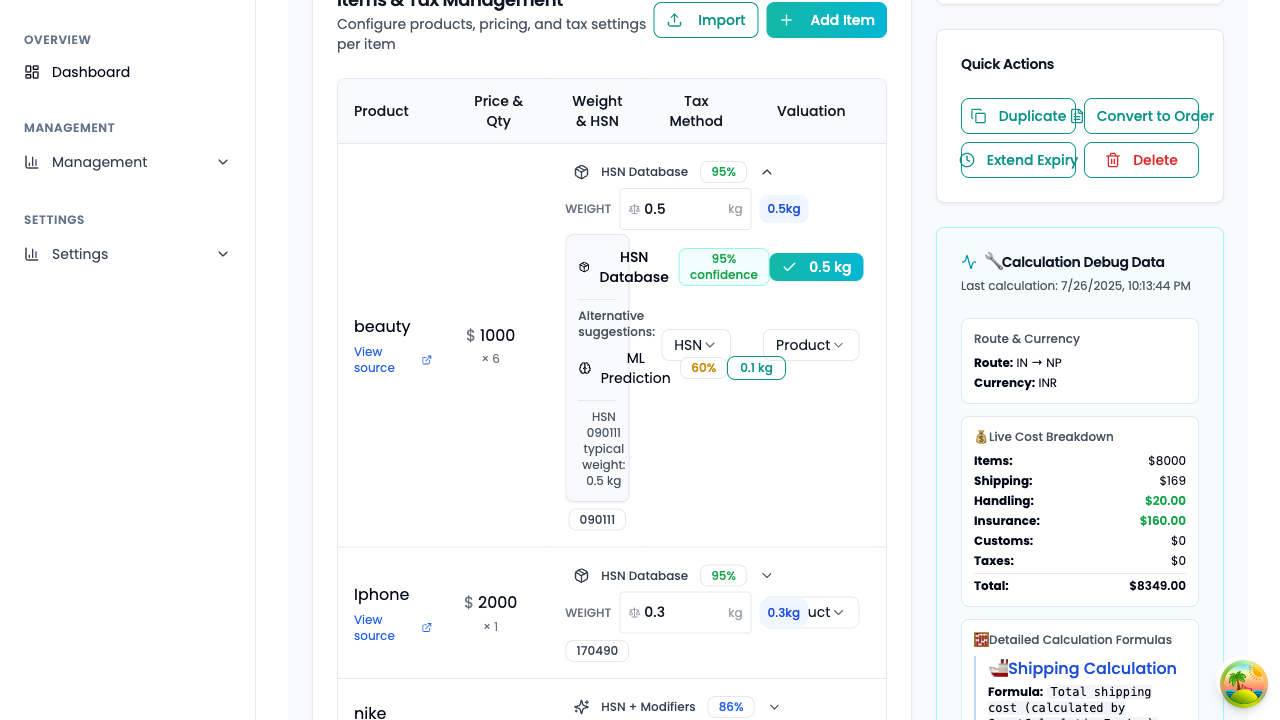 OVERVIEW
Dashboard
MANAGEMENT
Management
SETTINGS
Settings
Items & Tax Management
Configure products, pricing, and tax settings
per item
Import
Add Item
Product
Price &
Qty
Weight
& HSN
Tax
Method
Valuation
beauty
View
source
$ 1000
× 6
HSN Database 95%
WEIGHT 0.5 kg 0.5kg
HSN
Database
95%
confidence
0.5 kg
Alternative
suggestions:
ML
Prediction
60%
0.1 kg
HSN
090111
typical
weight:
0.5 kg
090111
HSN
Product
Iphone
View
source
$ 2000
× 1
HSN Database 95%
WEIGHT 0.3 kg 0.3kg
uct
170490
nike
HSN + Modifiers 86%
Quick Actions
Duplicate
Convert to Order
Extend Expiry
Delete
🔧Calculation Debug Data
Last calculation: 7/26/2025, 10:13:44 PM
Route & Currency
Route: IN → NP
Currency: INR
💰Live Cost Breakdown
Items: $8000
Shipping: $169
Handling: $20.00
Insurance: $160.00
Customs: $0
Taxes: $0
Total: $8349.00
🧮Detailed Calculation Formulas
🚢Shipping Calculation
Formula: Total shipping
cost (calculated by